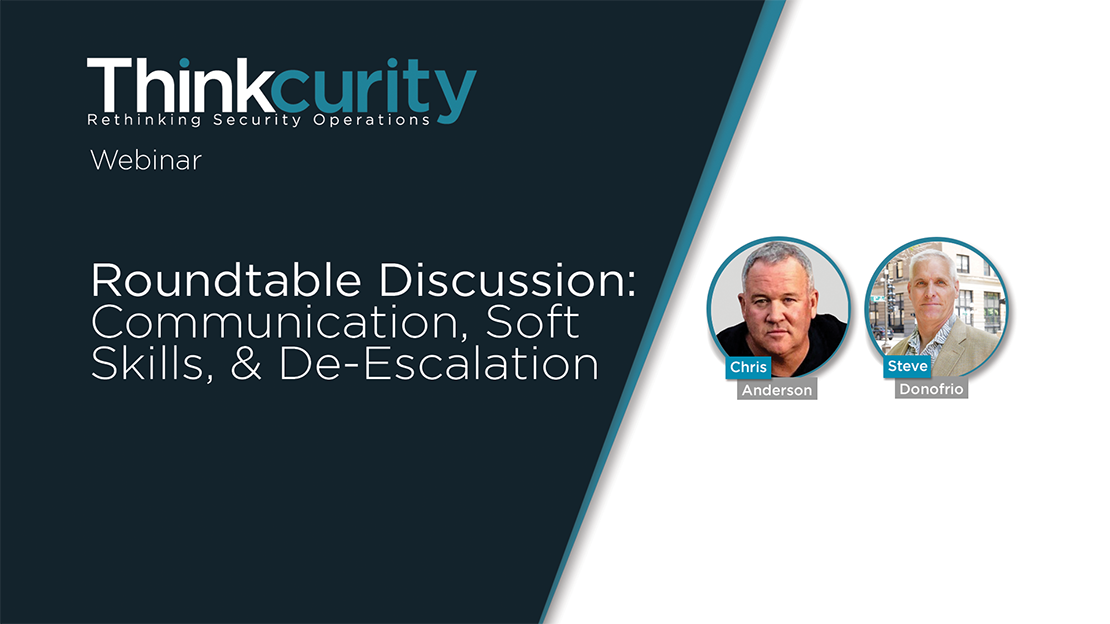 Thinkcurity
Rethinking Security Operations
Webinar
Roundtable Discussion:
Communication, Soft
Skills, & De-Escalation
Chris
Anderson
Steve
Donofrio